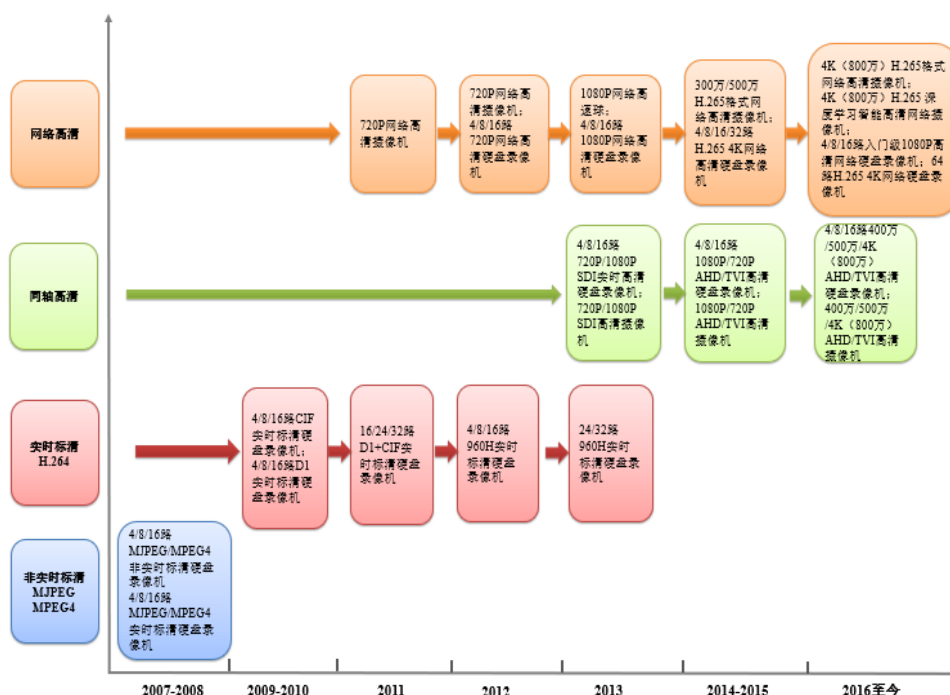 网络高清
720P网络高
清摄像机
720P网络高
清摄像机；
4/8/16路
720P网络高
清硬盘录像
机
1080P网络高
速球；
4/8/16路
1080P网络高
清硬盘录像
机
300万/500万
H.265格式网
络高清摄像机；
4/8/16/32路
H.265 4K网络
高清硬盘录像
机
4K（800万）H.265格式
网络高清摄像机；
4K（800万）H.265 深
度学习智能高清网络摄
像机；
4/8/16路入门级1080P高
清网络硬盘录像机；64
路H.265 4K网络硬盘录
像机
同轴高清
4/8/16路
720P/1080P
SDI实时高清
硬盘录像机；
720P/1080P
SDI高清摄像
机
4/8/16路
1080P/720P
AHD/TVI高清
硬盘录像机；
1080P/720P
AHD/TVI高清
摄像机
4/8/16路400万
/500万/4K
（800万）
AHD/TVI高清
硬盘录像机；
400万/500万
/4K（800万）
AHD/TVI高清
摄像机
实时标清
H.264
4/8/16路CIF
实时标清硬盘
录像机；
4/8/16路D1
实时标清硬盘
录像机
16/24/32路
D1+CIF实
时标清硬盘
录像机
4/8/16路
960H实时标
清硬盘录像
机
24/32路
960H实时标
清硬盘录像
机
非实时标清
MJPEG
MPEG4
4/8/16路
MJPEG/MPEG4
非实时标清硬盘
录像机
4/8/16路
MJPEG/MPEG4
实时标清硬盘录
像机
2007-2008
2009-2010
2011
2012
2013
2014-2015
2016至今